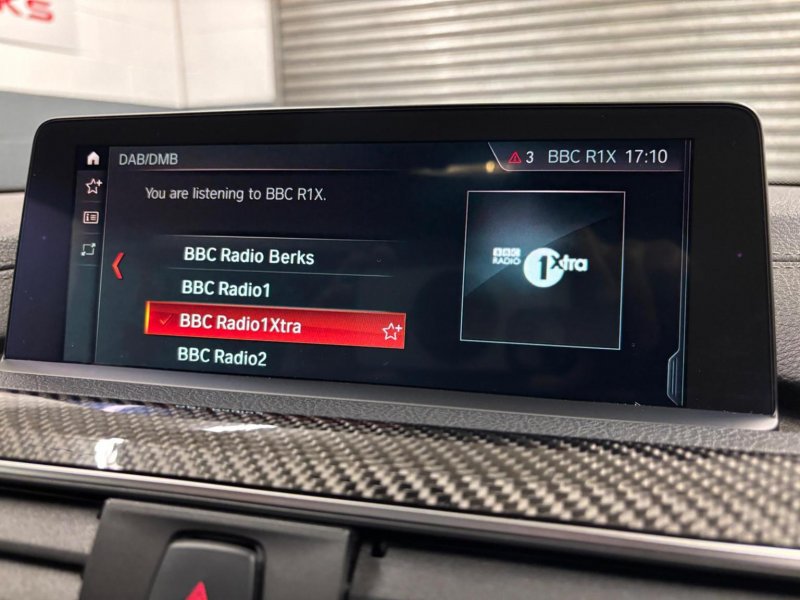 KS
DAB/DMB
3 BBC R1X 17:10
You are listening to BBC R1X.
BBC Radio Berks
BBC Radio1
BBC Radio1Xtra
BBC Radio2
BBC
RADIO
1Xtra